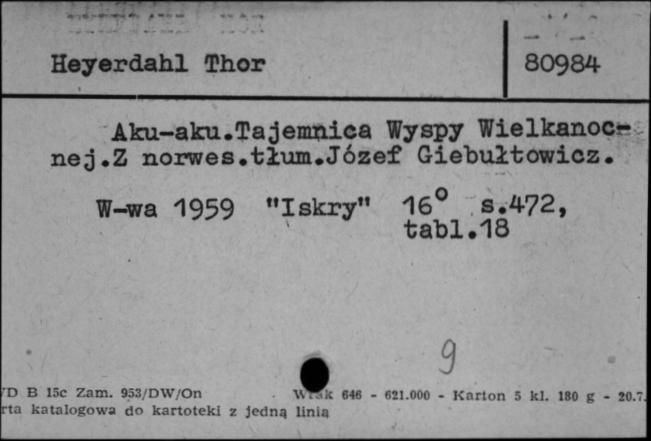 Heyerdahl Thor
80984
Aku-aku.Tajemnica Wyspy Wielkanoc-
nej.Z norwes.tłum.Józef Giebułtowicz.
W-wa 1959 "Iskry" 16° s.472,
tabl.18
9
D B 15c Zam. 953/DW/On 646 - 621.000 - Karton 5 kl. 180 g - 20.7.
rta katalogowa do kartoteki z jedną linią